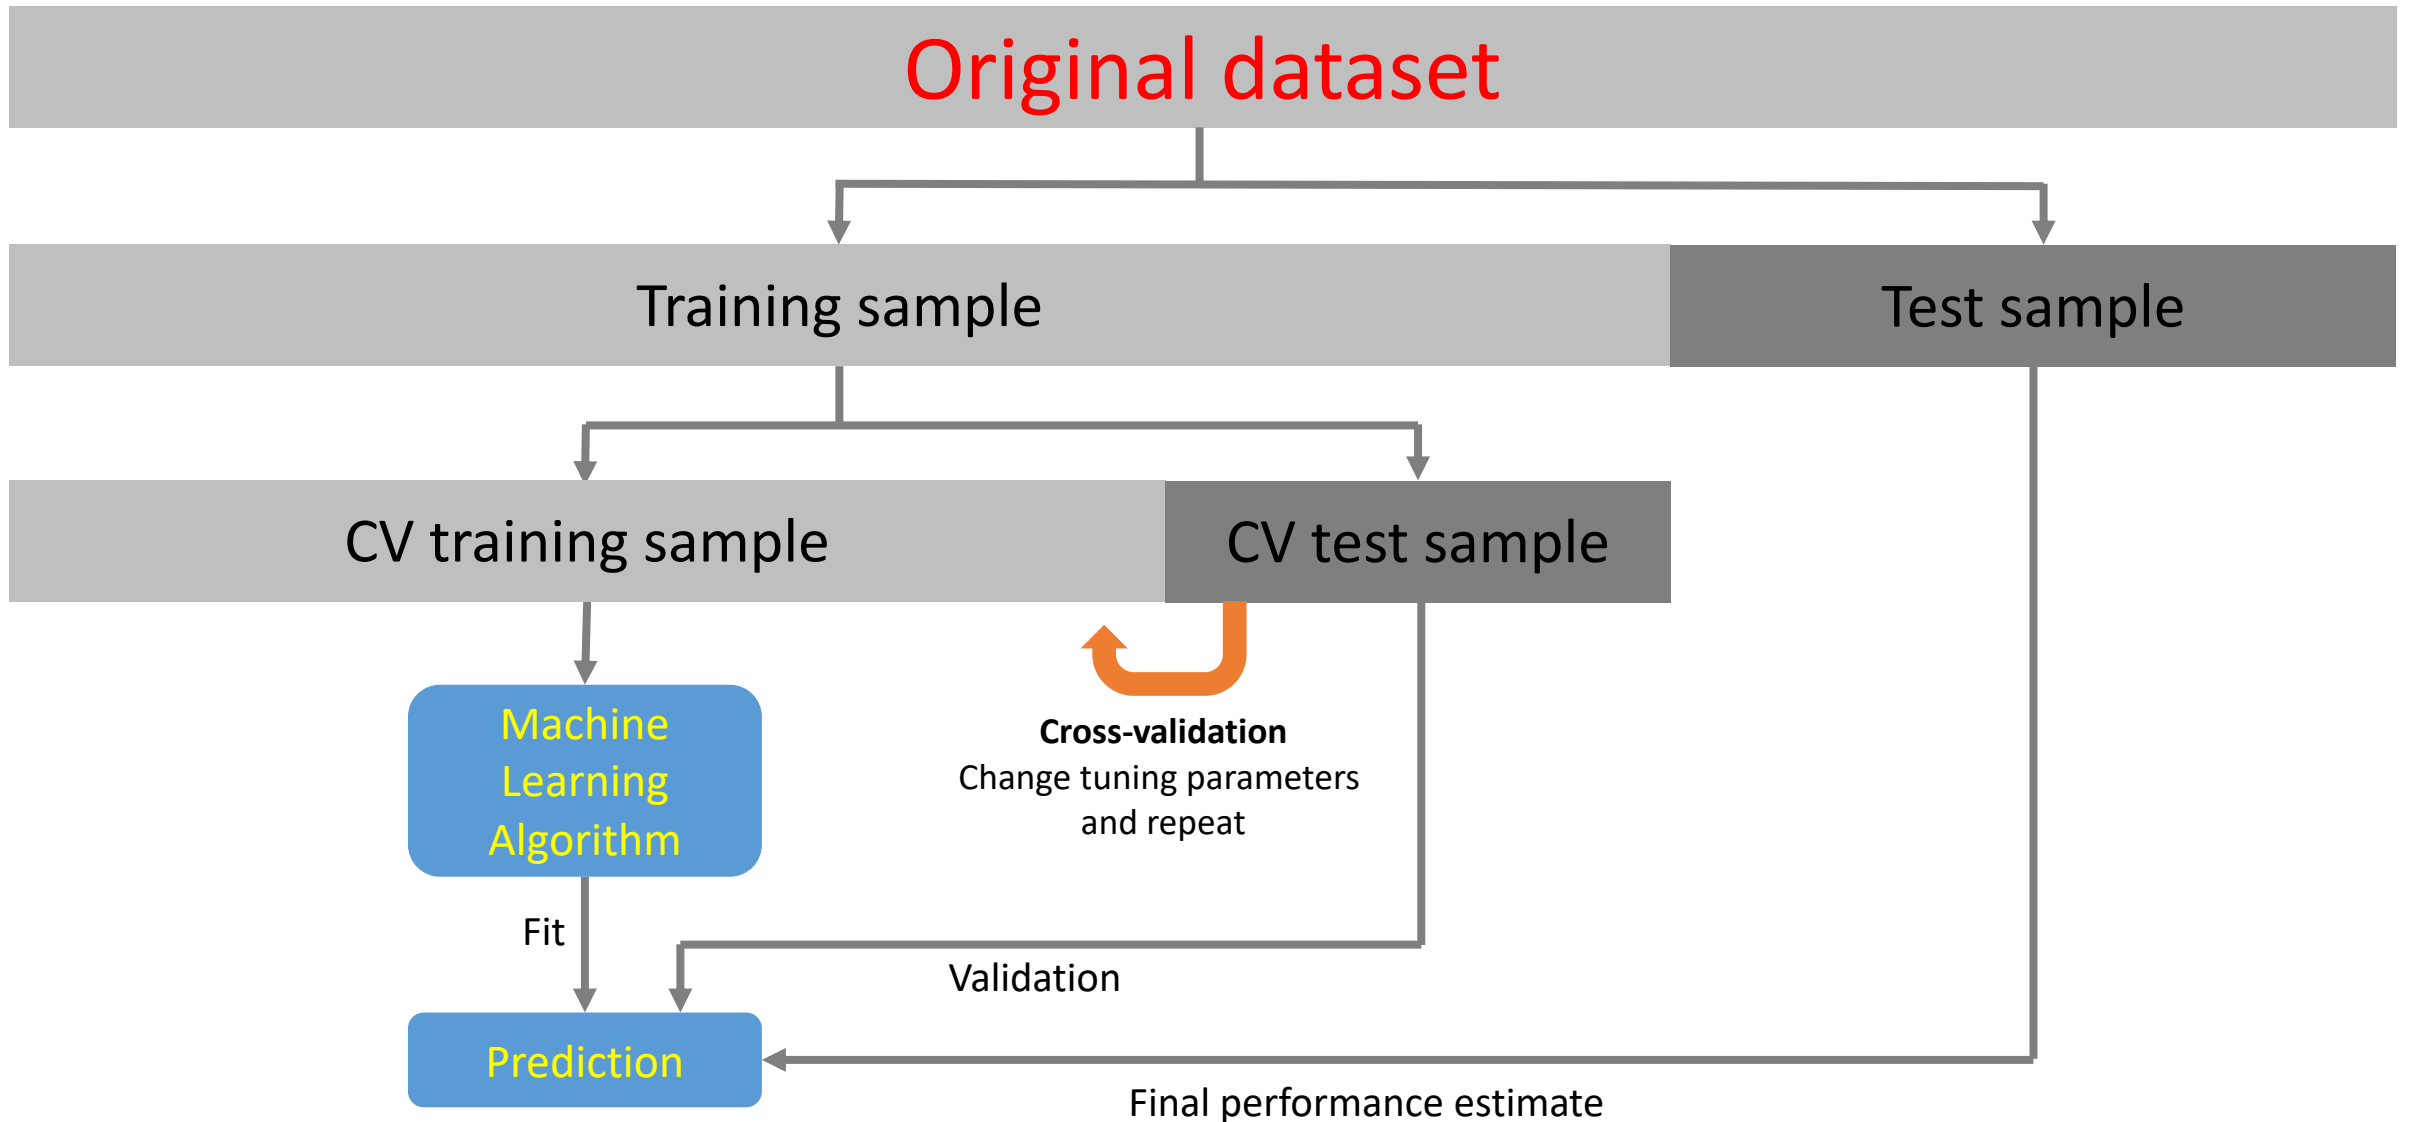 Original dataset
Training sample
Test sample
CV training sample
CV test sample
Machine
Learning
Algorithm
Cross-validation
Change tuning parameters
and repeat
Fit
Validation
Prediction
Final performance estimate